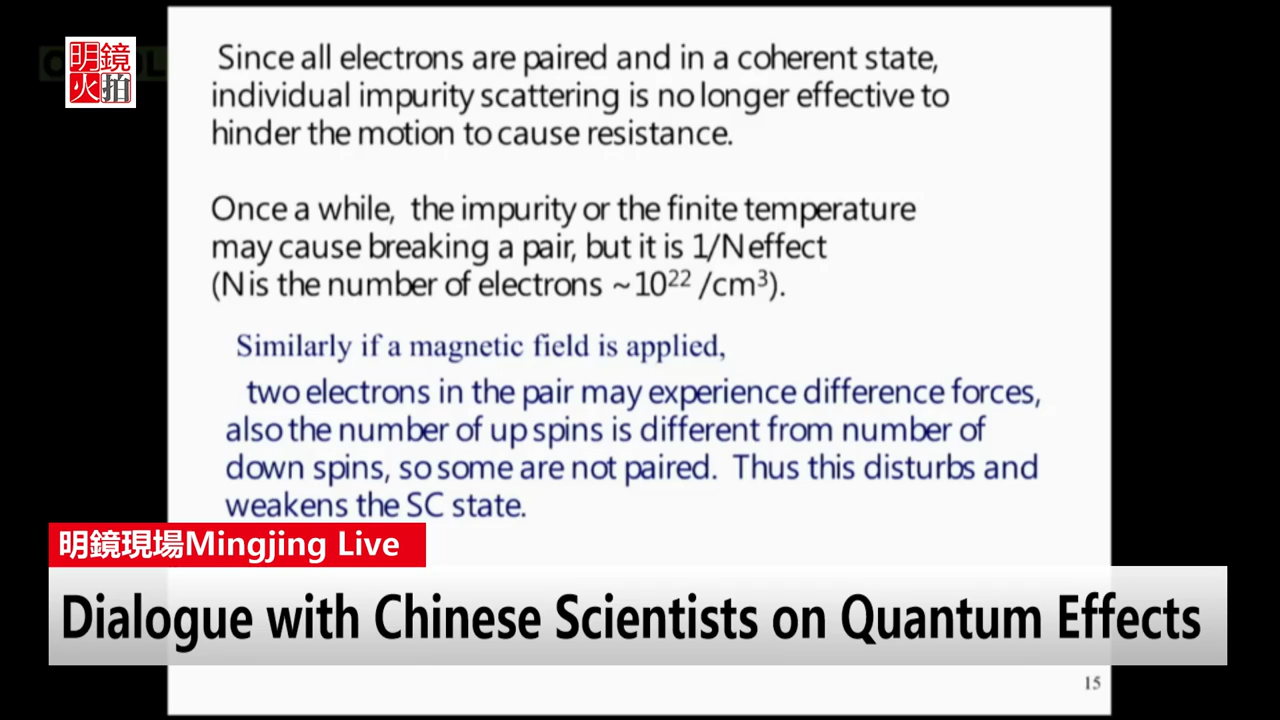 明鏡
火拍
Since all electrons are paired and in a coherent state,
individual impurity scattering is no longer effective to
hinder the motion to cause resistance.
Once a while, the impurity or the finite temperature
may cause breaking a pair, but it is 1/N effect
(N is the number of electrons ~10²² /cm³).
Similarly if a magnetic field is applied,
two electrons in the pair may experience difference forces,
also the number of up spins is different from number of
down spins, so some are not paired. Thus this disturbs and
weakens the SC state.
明鏡現場Mingjing Live
Dialogue with Chinese Scientists on Quantum Effects
15